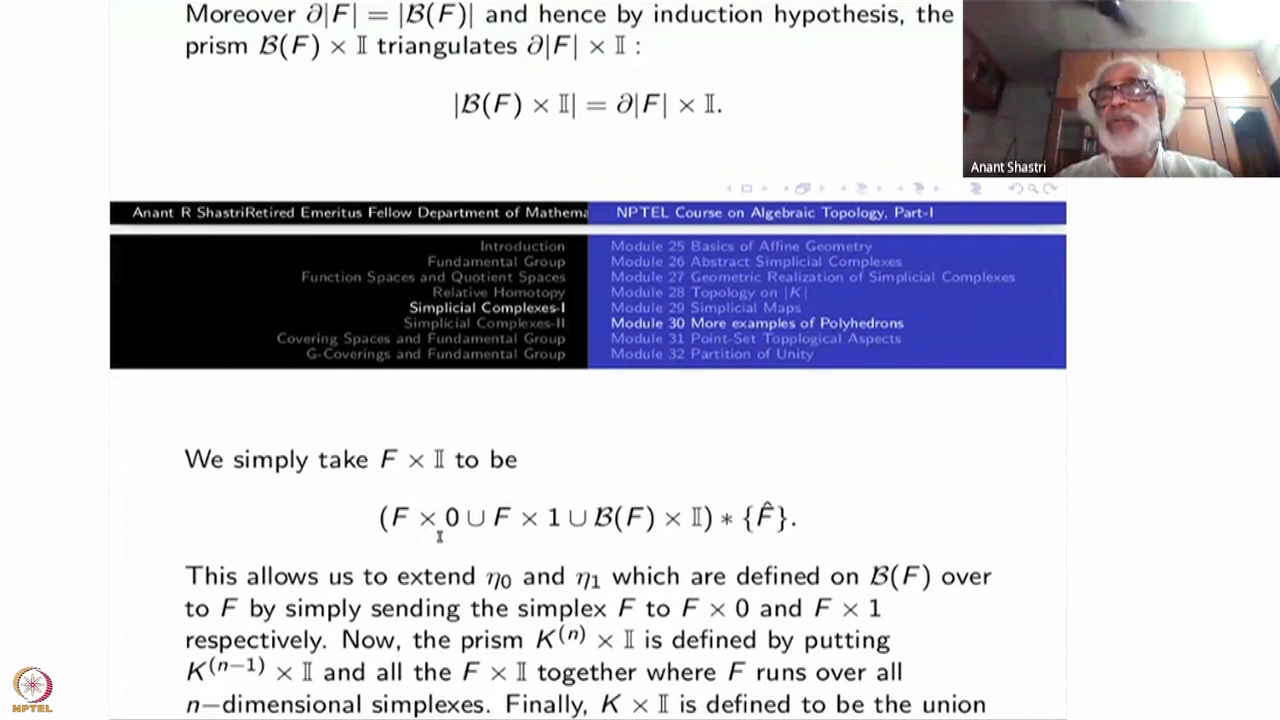 Moreover ∂|F| = |ℬ(F)| and hence by induction hypothesis, the
prism ℬ(F) × 𝕀 triangulates ∂|F| × 𝕀 :
|ℬ(F) × 𝕀| = ∂|F| × 𝕀.
Anant Shastri
Anant R ShastriRetired Emeritus Fellow Department of Mathema
NPTEL Course on Algebraic Topology, Part-I
Introduction
Fundamental Group
Function Spaces and Quotient Spaces
Relative Homotopy
Simplicial Complexes-I
Simplicial Complexes-II
Covering Spaces and Fundamental Group
G-Coverings and Fundamental Group
Module 25 Basics of Affine Geometry
Module 26 Abstract Simplicial Complexes
Module 27 Geometric Realization of Simplicial Complexes
Module 28 Topology on |K|
Module 29 Simplicial Maps
Module 30 More examples of Polyhedrons
Module 31 Point-Set Topplogical Aspects
Module 32 Partition of Unity
We simply take F × 𝕀 to be
(F × 0 ∪ F × 1 ∪ ℬ(F) × 𝕀) ∗ {F̂}.
This allows us to extend η₀ and η₁ which are defined on ℬ(F) over
to F by simply sending the simplex F to F × 0 and F × 1
respectively. Now, the prism K⁽ⁿ⁾ × 𝕀 is defined by putting
K⁽ⁿ⁻¹⁾ × 𝕀 and all the F × 𝕀 together where F runs over all
n−dimensional simplexes. Finally, K × 𝕀 is defined to be the union
NPTEL